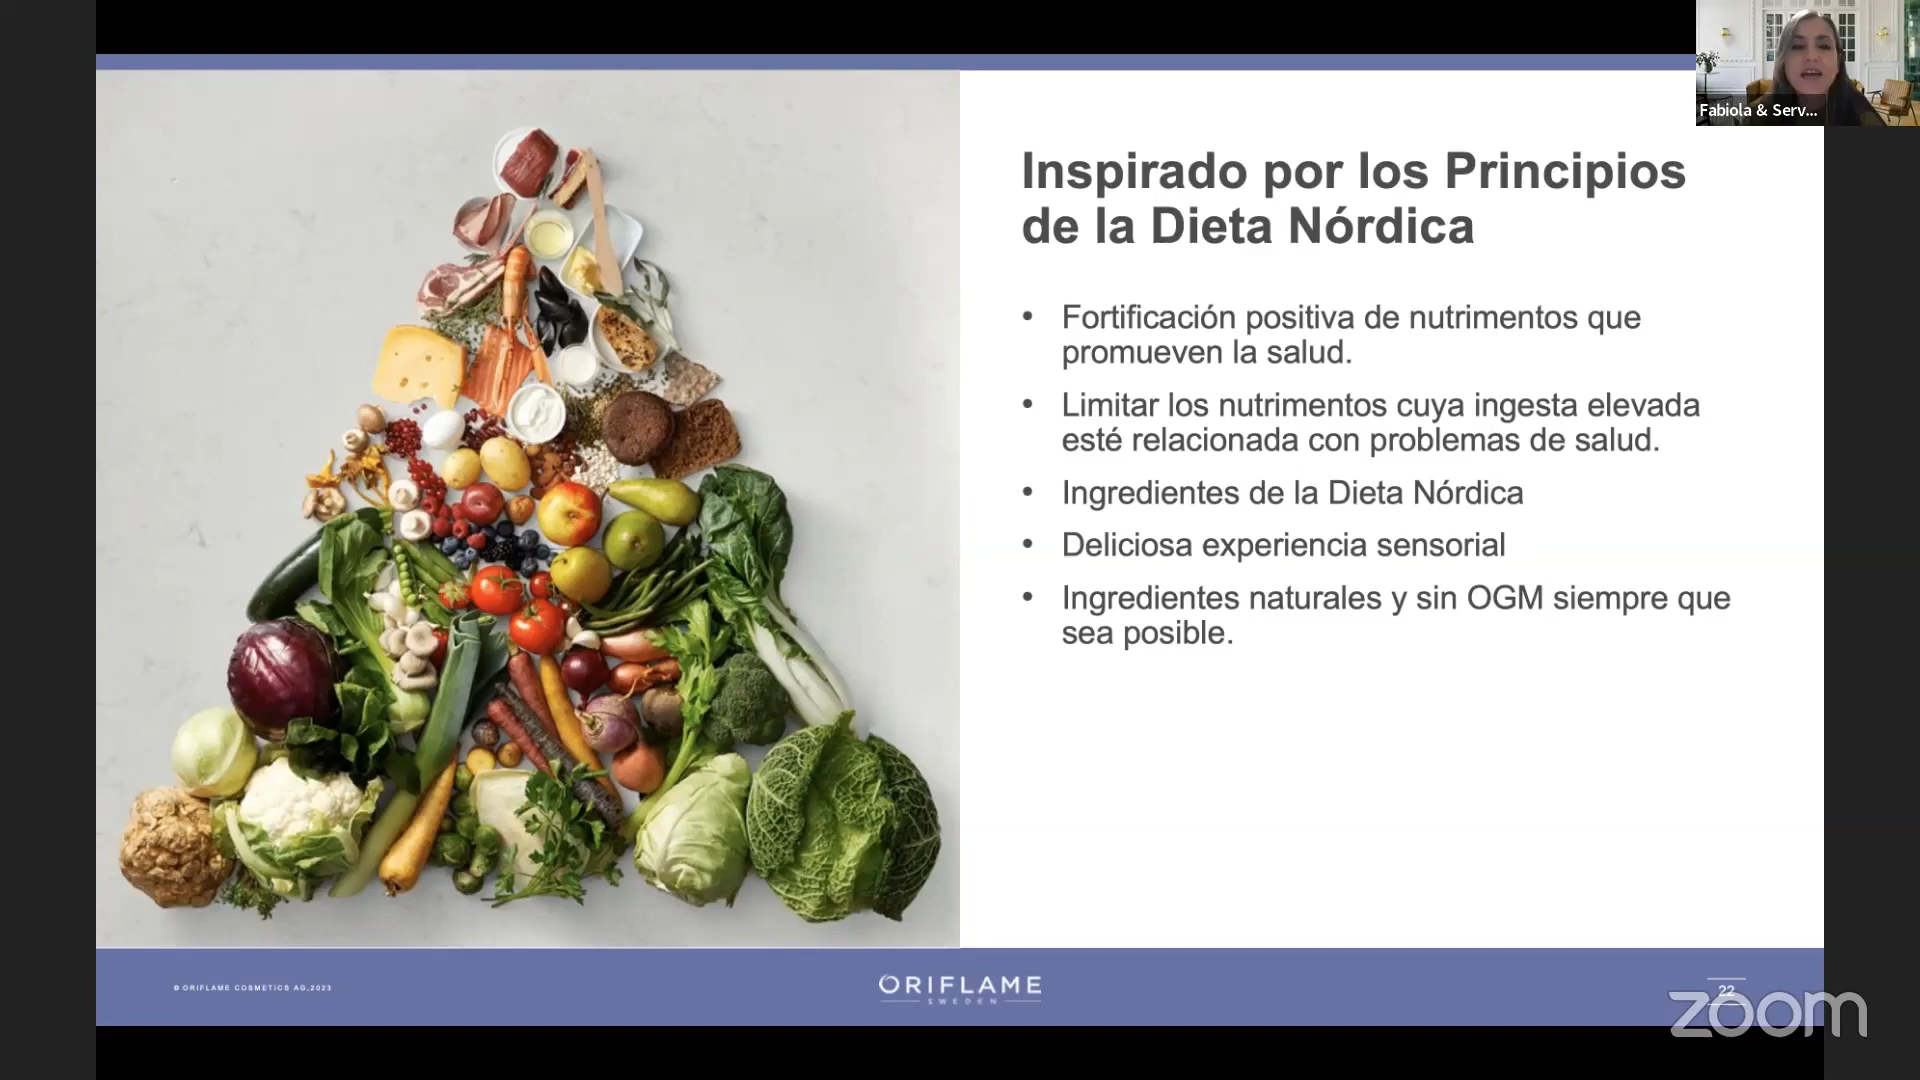 Fabiola & Serv...
Inspirado por los Principios
de la Dieta Nórdica
• Fortificación positiva de nutrimentos que
promueven la salud.
• Limitar los nutrimentos cuya ingesta elevada
esté relacionada con problemas de salud.
• Ingredientes de la Dieta Nórdica
• Deliciosa experiencia sensorial
• Ingredientes naturales y sin OGM siempre que
sea posible.
© ORIFLAME COSMETICS AG,2023
ORIFLAME
SWEDEN
22
zoom